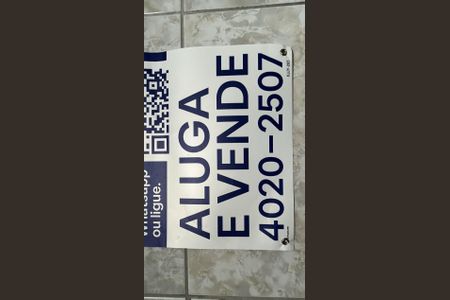 Whatsapp
ou ligue.
ALUGA
E VENDE
4020-2507